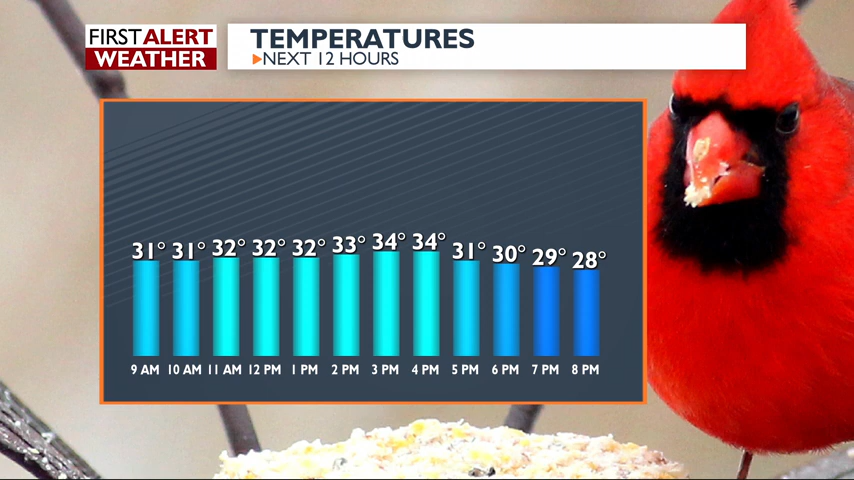 FIRST ALERT
WEATHER
TEMPERATURES
NEXT 12 HOURS
31° 31° 32° 32° 32° 33° 34° 34° 31° 30° 29° 28°
9 AM 10 AM 11 AM 12 PM 1 PM 2 PM 3 PM 4 PM 5 PM 6 PM 7 PM 8 PM